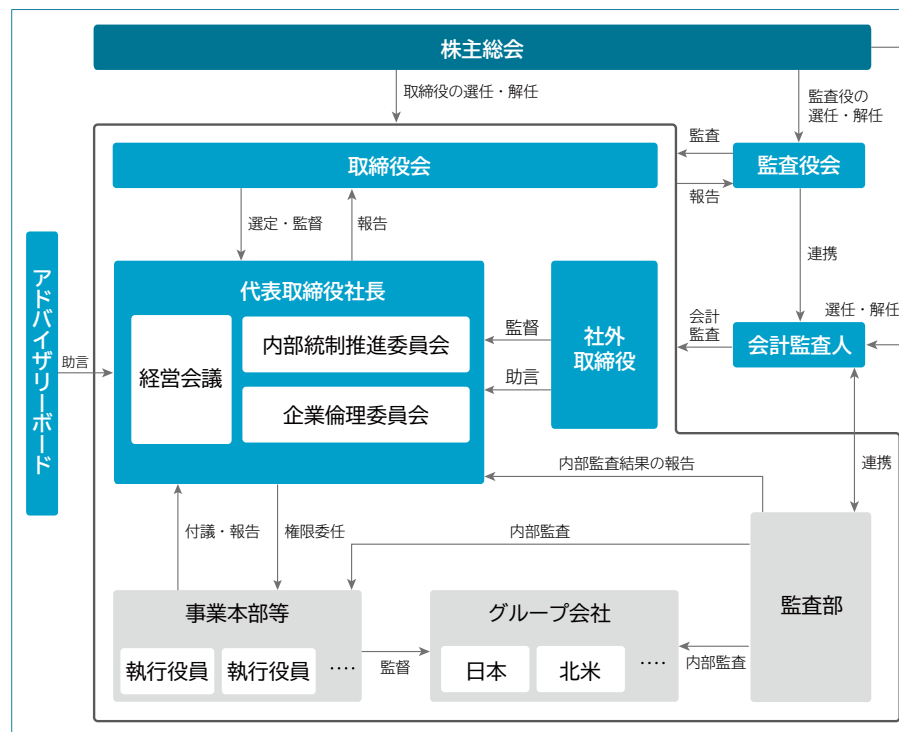 株主総会
取締役の選任・解任
監査役の
選任・解任
監査
取締役会
監査役会
報告
選定・監督
報告
連携
アドバイザリーボード
助言
代表取締役社長
経営会議
内部統制推進委員会
企業倫理委員会
監督
助言
社外
取締役
会計
監査
選任・解任
会計監査人
連携
内部監査結果の報告
付議・報告
権限委任
内部監査
事業本部等
執行役員
執行役員
‥‥
監督
グループ会社
日本
北米
‥‥
内部監査
監査部